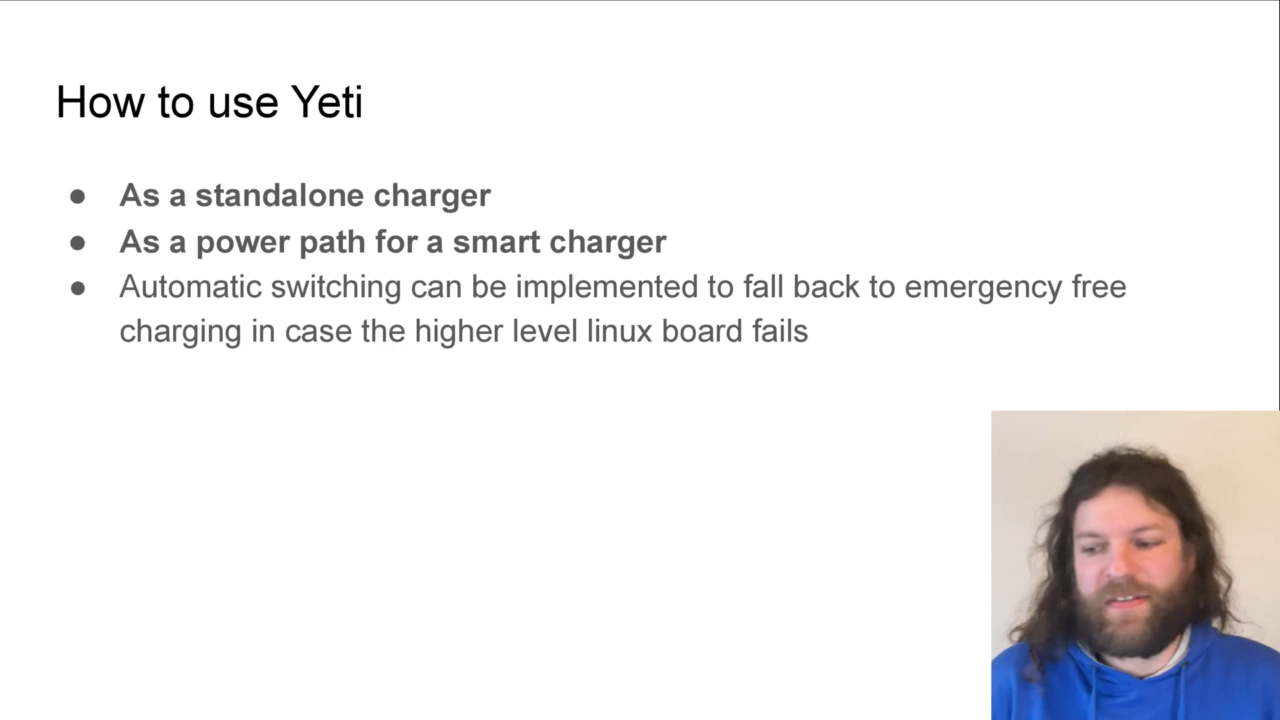 How to use Yeti
● As a standalone charger
● As a power path for a smart charger
● Automatic switching can be implemented to fall back to emergency free
charging in case the higher level linux board fails